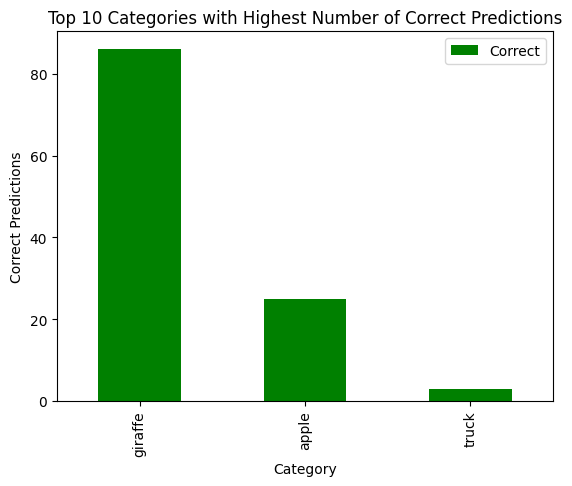 Top 10 Categories with Highest Number of Correct Predictions
Correct
80
60
40
20
0
Correct Predictions
giraffe
apple
truck
Category